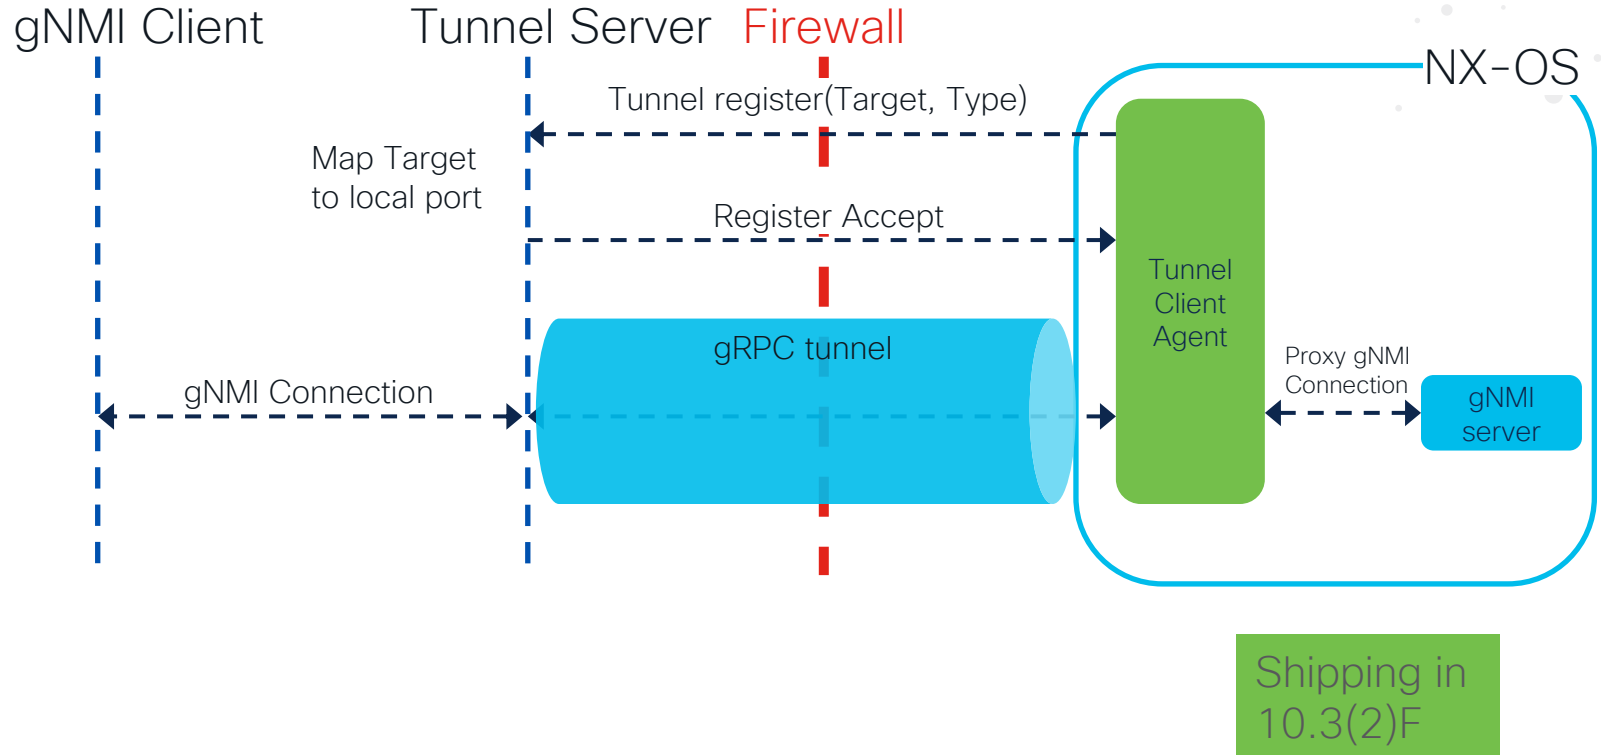 gNMI Client
Tunnel Server
Firewall
NX-OS
Tunnel register(Target, Type)
Map Target
to local port
Register Accept
Tunnel
Client
Agent
gRPC tunnel
gNMI Connection
Proxy gNMI
Connection
gNMI
server
Shipping in
10.3(2)F